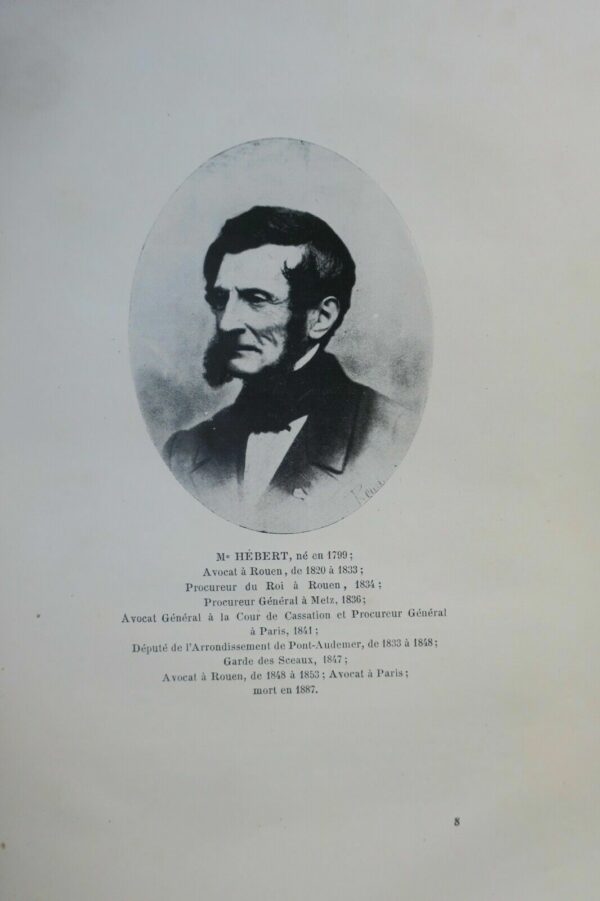 Me HÉBERT, né en 1799;
Avocat à Rouen, de 1820 à 1833;
Procureur du Roi à Rouen, 1834;
Procureur Général à Metz, 1836;
Avocat Général à la Cour de Cassation et Procureur Général
à Paris, 1841;
Député de l'Arrondissement de Pont-Audemer, de 1833 à 1848;
Garde des Sceaux, 1847;
Avocat à Rouen, de 1848 à 1853; Avocat à Paris;
mort en 1887.
8